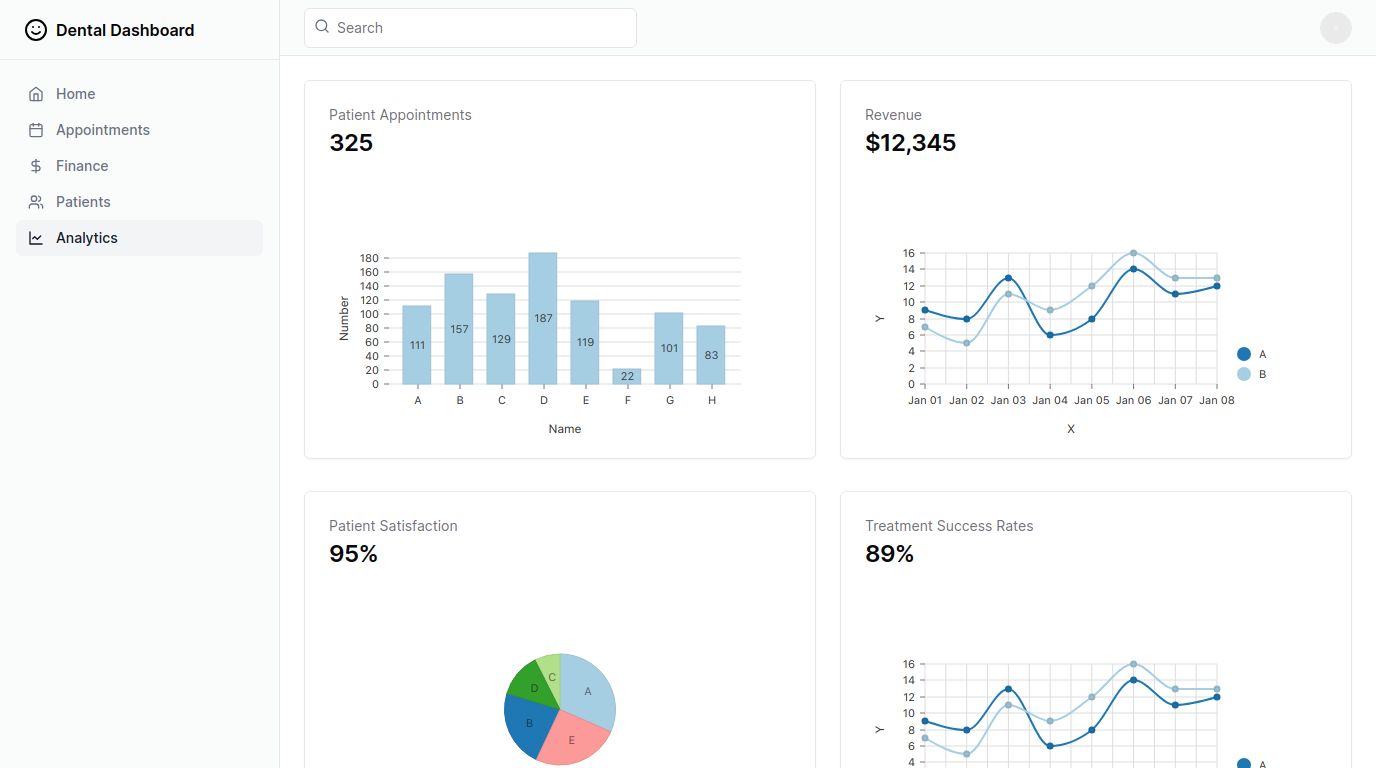 Dental Dashboard
Search
Home
Appointments
Finance
Patients
Analytics
Patient Appointments
325
180
160
140
120
100
80
60
40
20
0
Number
111
157
129
187
119
22
101
83
A B C D E F G H
Name
Revenue
$12,345
16
14
12
10
8
6
4
2
0
Y
Jan 01 Jan 02 Jan 03 Jan 04 Jan 05 Jan 06 Jan 07 Jan 08
X
A
B
Patient Satisfaction
95%
A
B
C
D
E
Treatment Success Rates
89%
16
14
12
10
8
6
4
Y
A